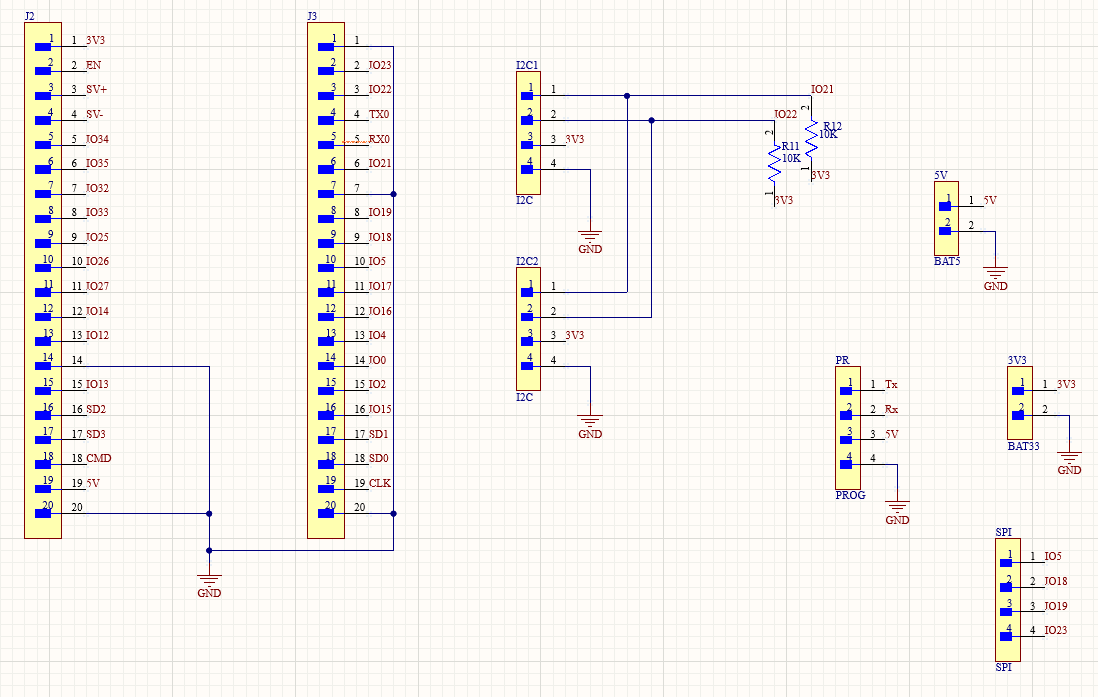 J2
1 1 3V3
2 2 EN
3 3 SV+
4 4 SV-
5 5 IO34
6 6 IO35
7 7 IO32
8 8 IO33
9 9 IO25
10 10 IO26
11 11 IO27
12 12 IO14
13 13 IO12
14 14
15 15 IO13
16 16 SD2
17 17 SD3
18 18 CMD
19 19 5V
20 20
GND
J3
1 1
2 2 IO23
3 3 IO22
4 4 TX0
5 5 RX0
6 6 IO21
7 7
8 8 IO19
9 9 IO18
10 10 IO5
11 11 IO17
12 12 IO16
13 13 IO4
14 14 IO0
15 15 IO2
16 16 IO15
17 17 SD1
18 18 SD0
19 19 CLK
20 20
I2C1
1 1
2 2
3 3 3V3
4 4
I2C
GND
IO21
2
R12
10K
1
3V3
IO22
2
R11
10K
1
3V3
I2C2
1 1
2 2
3 3 3V3
4 4
I2C
GND
5V
1 1 5V
2 2
BAT5
GND
PR
1 1 Tx
2 2 Rx
3 3 5V
4 4
PROG
GND
3V3
1 1 3V3
2 2
BAT33
GND
SPI
1 1 IO5
2 2 IO18
3 3 IO19
4 4 IO23
SPI